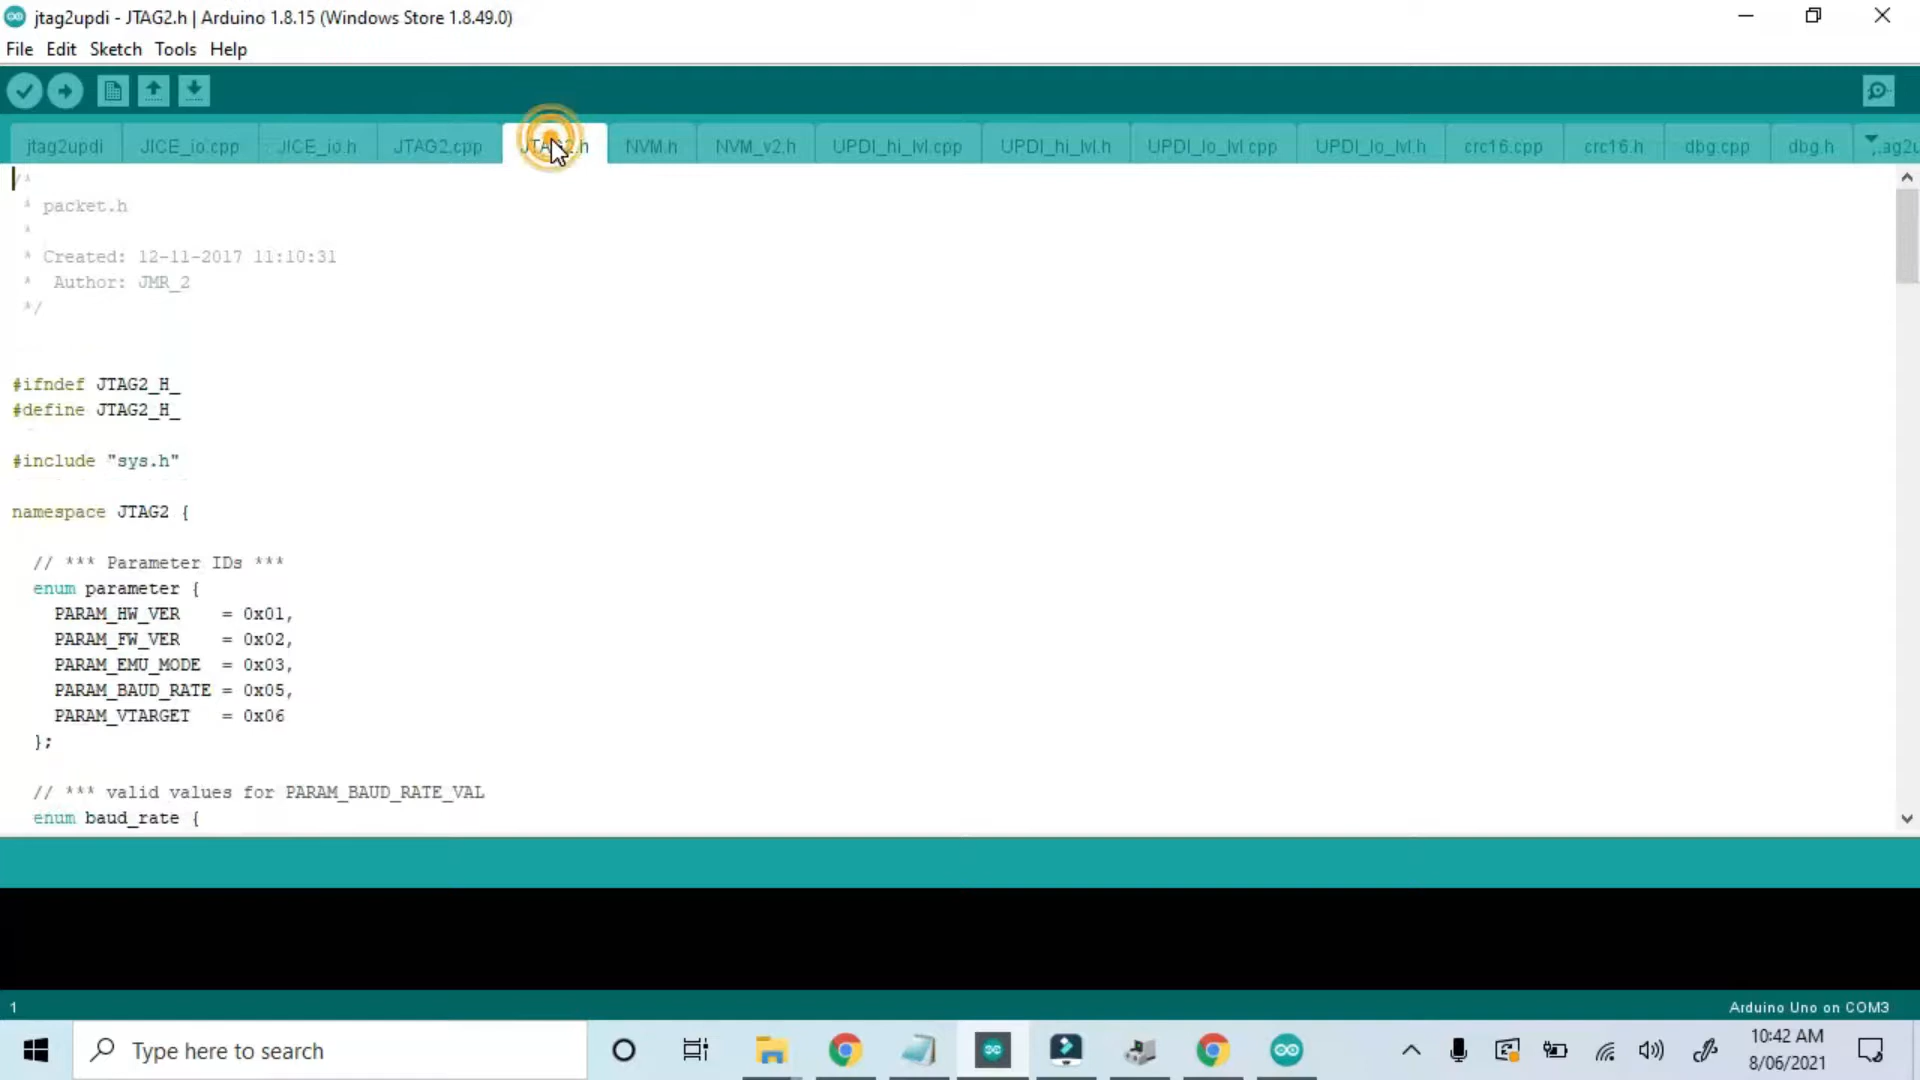 jtag2updi - JTAG2.h | Arduino 1.8.15 (Windows Store 1.8.49.0)
File Edit Sketch Tools Help
jtag2updi JICE_io.cpp JICE_io.h JTAG2.cpp JTAG2.h NVM.h NVM_v2.h UPDI_hi_lvl.cpp UPDI_hi_lvl.h UPDI_lo_lvl.cpp UPDI_lo_lvl.h crc16.cpp crc16.h dbg.cpp dbg.h
/*
* packet.h
*
* Created: 12-11-2017 11:10:31
* Author: JMR_2
*/
#ifndef JTAG2_H_
#define JTAG2_H_
#include "sys.h"
namespace JTAG2 {
// *** Parameter IDs ***
enum parameter {
PARAM_HW_VER = 0x01,
PARAM_FW_VER = 0x02,
PARAM_EMU_MODE = 0x03,
PARAM_BAUD_RATE = 0x05,
PARAM_VTARGET = 0x06
};
// *** valid values for PARAM_BAUD_RATE_VAL
enum baud_rate {
1
Arduino Uno on COM3
Type here to search
10:42 AM
8/06/2021